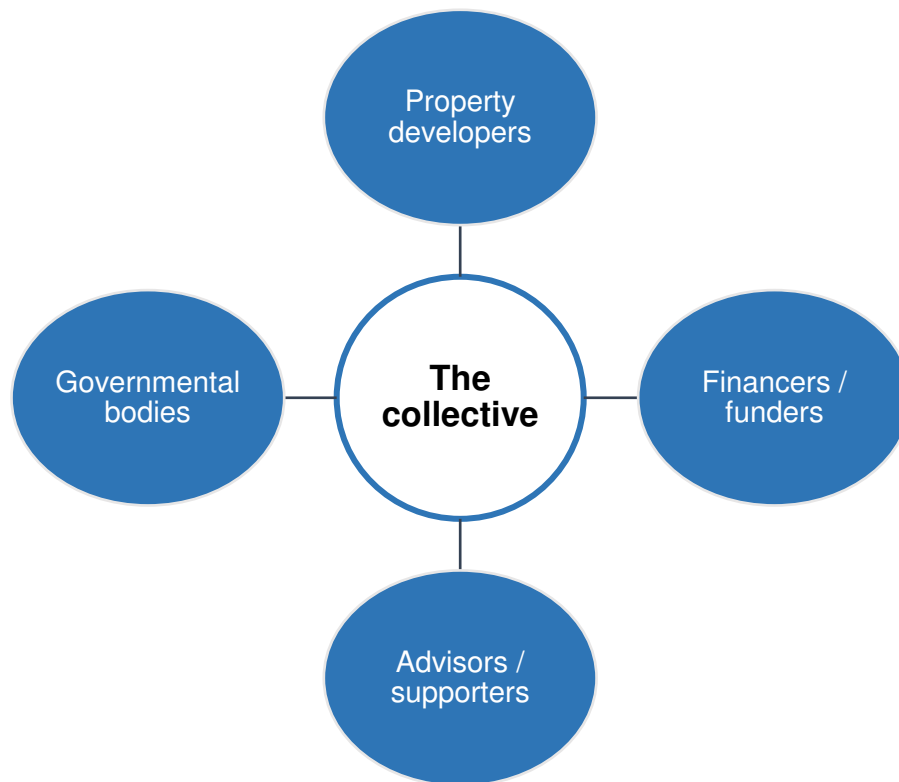 Property
developers
Governmental
bodies
The
collective
Financers /
funders
Advisors /
supporters